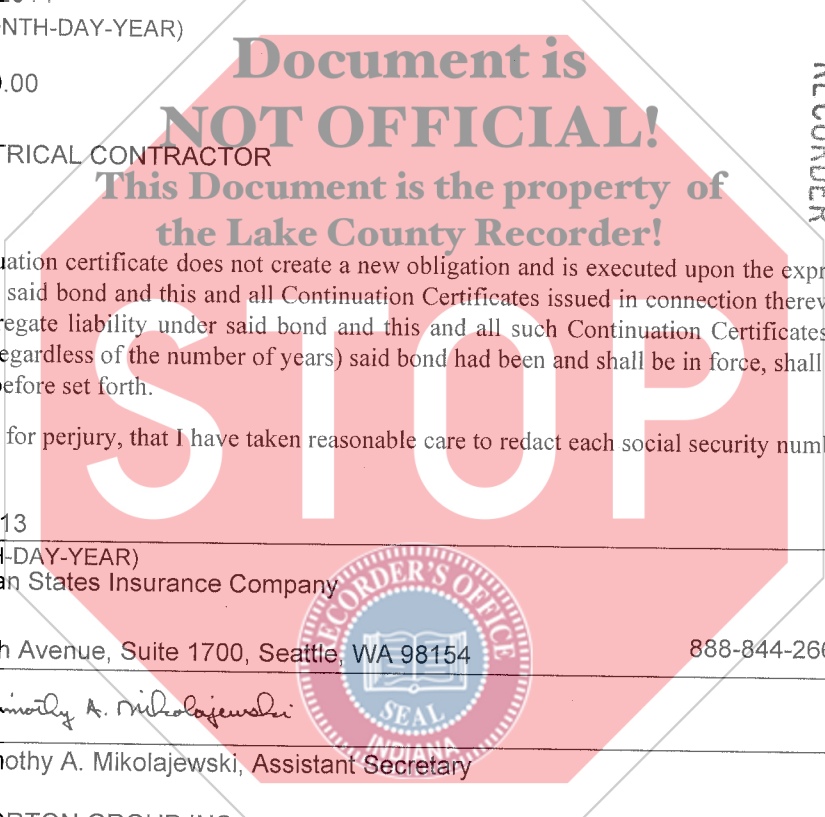 NTH-DAY-YEAR)
Document is
.00
NOT OFFICIAL!
RECORDER
TRICAL CONTRACTOR
This Document is the property of
the Lake County Recorder!
uation certificate does not create a new obligation and is executed upon the expr
said bond and this and all Continuation Certificates issued in connection therew
regate liability under said bond and this and all such Continuation Certificates
egardless of the number of years) said bond had been and shall be in force, shall
efore set forth.
STOP
for perjury, that I have taken reasonable care to redact each social security num
13
H-DAY-YEAR)
an States Insurance Company
RECORDER'S OFFICE
h Avenue, Suite 1700, Seattle, WA 98154 888-844-266
imothy A. Mikolajewski
SEAL
INDIANA
mothy A. Mikolajewski, Assistant Secretary